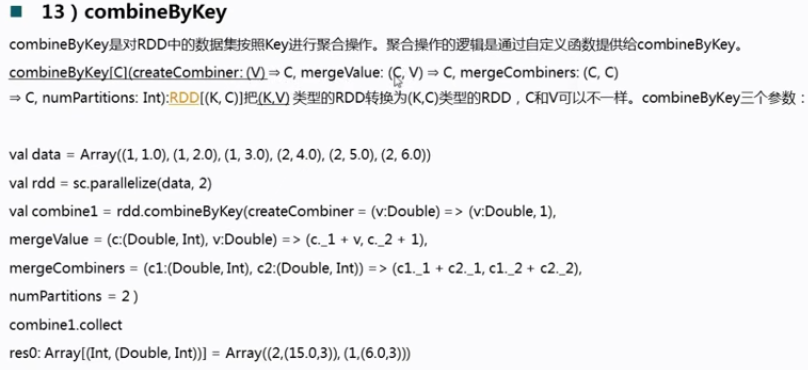 13）combineByKey
combineByKey是对RDD中的数据集按照Key进行聚合操作。聚合操作的逻辑是通过自定义函数提供给combineByKey。
combineByKey[C](createCombiner: (V) ⇒ C, mergeValue: (C, V) ⇒ C, mergeCombiners: (C, C)
⇒ C, numPartitions: Int):RDD[(K, C)]把(K,V) 类型的RDD转换为(K,C)类型的RDD，C和V可以不一样。combineByKey三个参数：
val data = Array((1, 1.0), (1, 2.0), (1, 3.0), (2, 4.0), (2, 5.0), (2, 6.0))
val rdd = sc.parallelize(data, 2)
val combine1 = rdd.combineByKey(createCombiner = (v:Double) => (v:Double, 1),
mergeValue = (c:(Double, Int), v:Double) => (c._1 + v, c._2 + 1),
mergeCombiners = (c1:(Double, Int), c2:(Double, Int)) => (c1._1 + c2._1, c1._2 + c2._2),
numPartitions = 2 )
combine1.collect
res0: Array[(Int, (Double, Int))] = Array((2,(15.0,3)), (1,(6.0,3)))